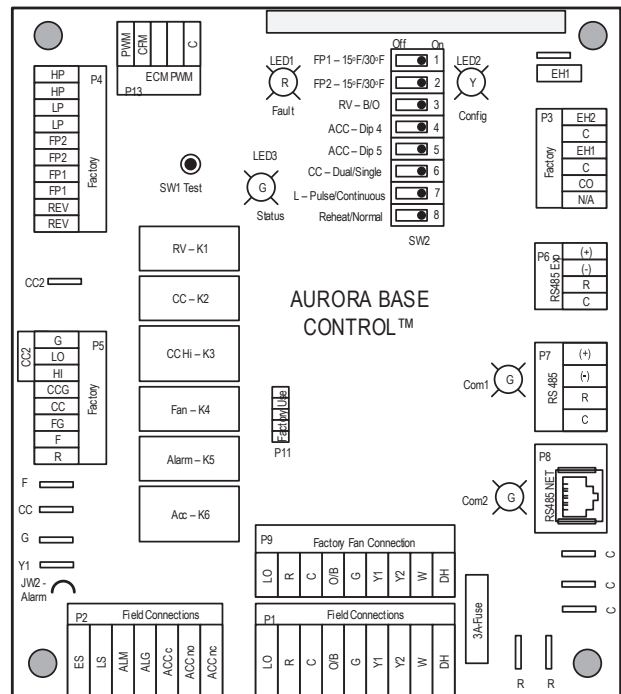 PWM
CFM
C
ECM PWM
P13
P4
HP
HP
LP
LP
FP2
FP2
FP1
FP1
REV
REV
Factory
LED1
R
Fault
SW1 Test
LED3
G
Status
Off On
FP1 – 15ºF/30ºF 1
FP2 – 15ºF/30ºF 2
RV – B/O 3
ACC – Dip 4 4
ACC – Dip 5 5
CC – Dual/Single 6
L – Pulse/Continuous 7
Reheat/Normal 8
SW2
LED2
Y
Config
EH1
P3
Factory
EH2
C
EH1
C
CO
N/A
P6
RS485 Exp
(+)
(-)
R
C
P7
RS 485
(+)
(-)
R
C
Com1
G
P8
RS485 NET
Com2
G
RV – K1
CC – K2
CC Hi – K3
Fan – K4
Alarm – K5
Acc – K6
AURORA BASE
CONTROL™
Factory Use
P11
CC2
CC2
P5
G
LO
HI
CCG
CC
FG
F
R
Factory
F
CC
G
Y1
JW2 -
Alarm
P9
Factory Fan Connection
LO
R
C
O/B
G
Y1
Y2
W
DH
P2
Field Connections
ES
LS
ALM
ALG
ACC c
ACC no
ACC nc
P1
Field Connections
LO
R
C
O/B
G
Y1
Y2
W
DH
3A-Fuse
C
C
C
R
R